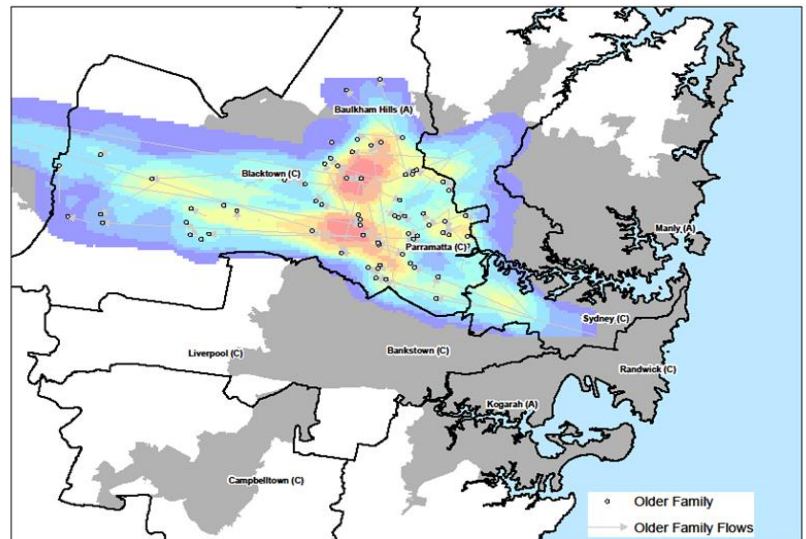 Baulkham Hills (A)
Blacktown (C)
Manly (A)
Parramatta (C)
Sydney (C)
Liverpool (C)
Bankstown (C)
Randwick (C)
Kogarah (A)
Campbelltown (C)
Older Family
Older Family Flows